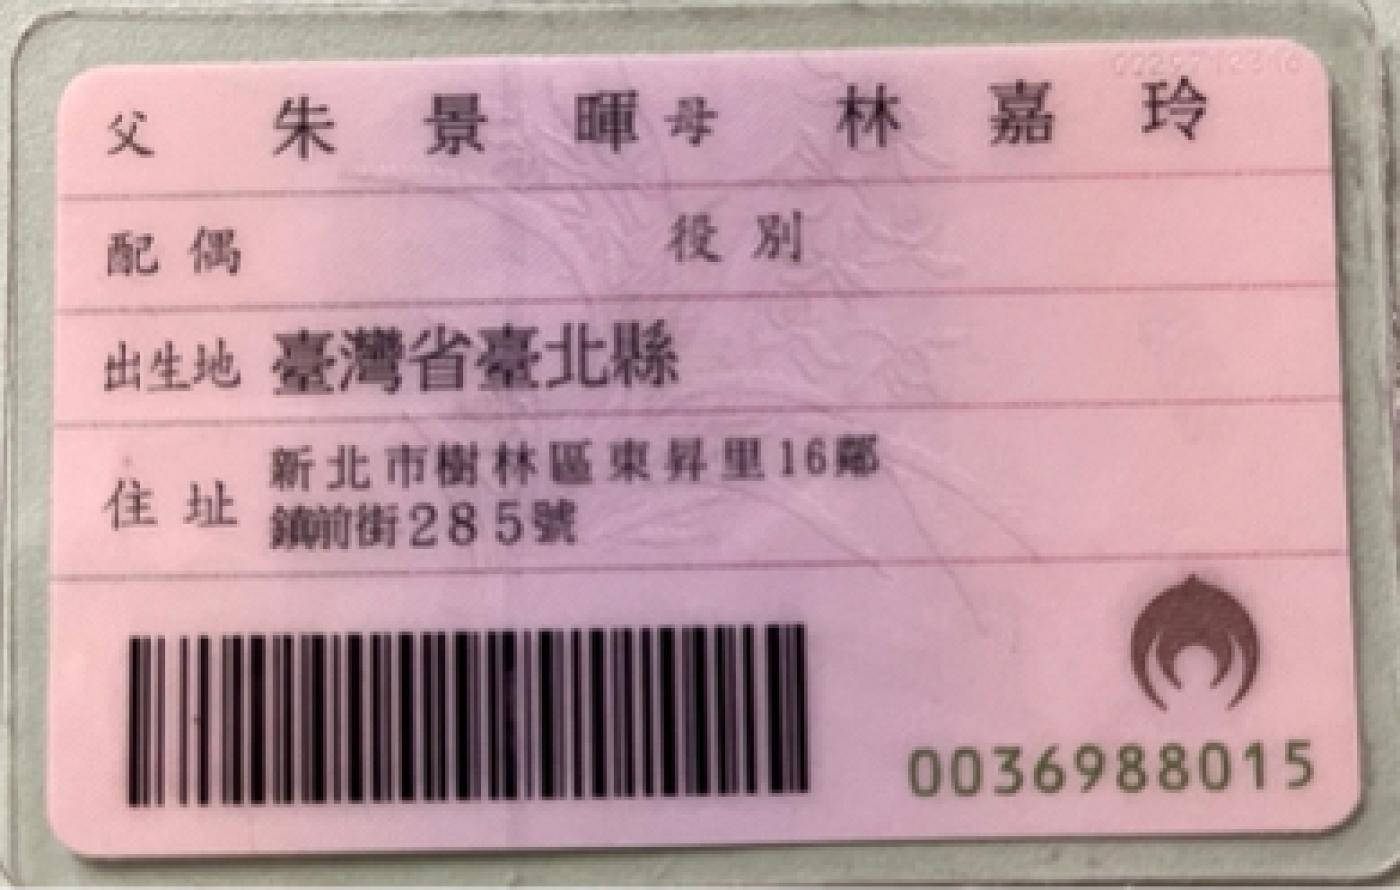 父 朱景暉 母 林嘉玲
配偶 役別
出生地 臺灣省臺北縣
住址 新北市樹林區東昇里16鄰
鎮前街285號
0036988015